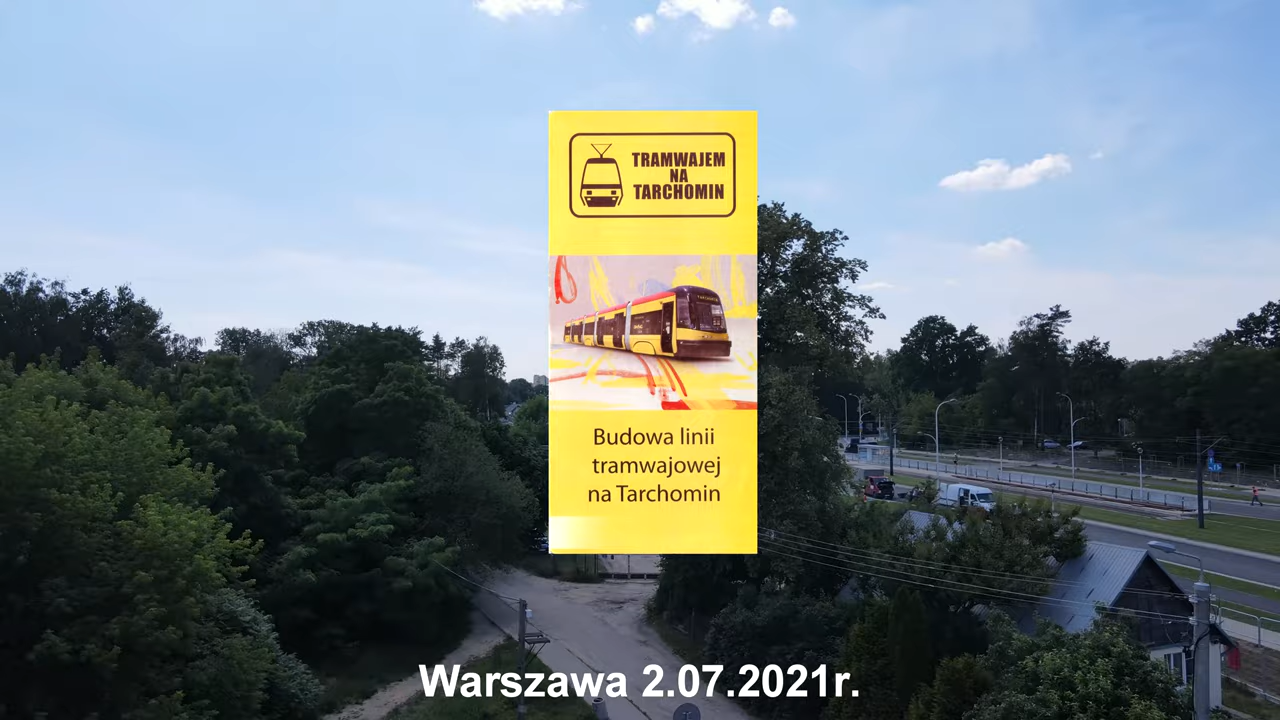 TRAMWAJEM
NA
TARCHOMIN
Budowa linii
tramwajowej
na Tarchomin
Warszawa 2.07.2021r.